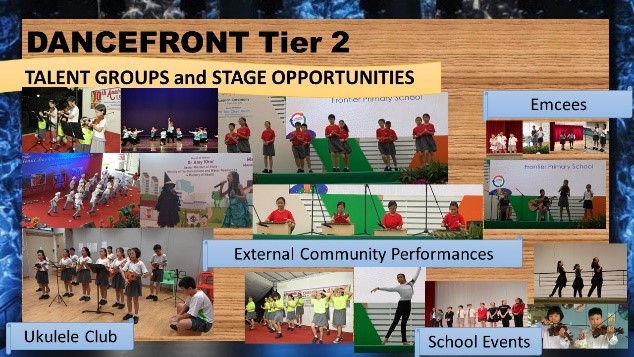 DANCEFRONT Tier 2
TALENT GROUPS and STAGE OPPORTUNITIES
Frontier Primary School
Emcees
Frontier Primary School
External Community Performances
Ukulele Club
School Events